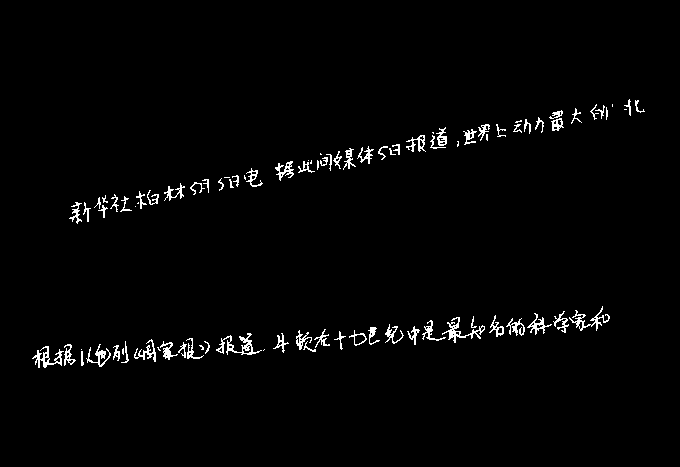 新华社柏林5月5日电 据此间媒体5日报道,世界上动力最大的“北
根据以色列《国家报》报道 牛顿在十七世纪中是最知名的科学家和